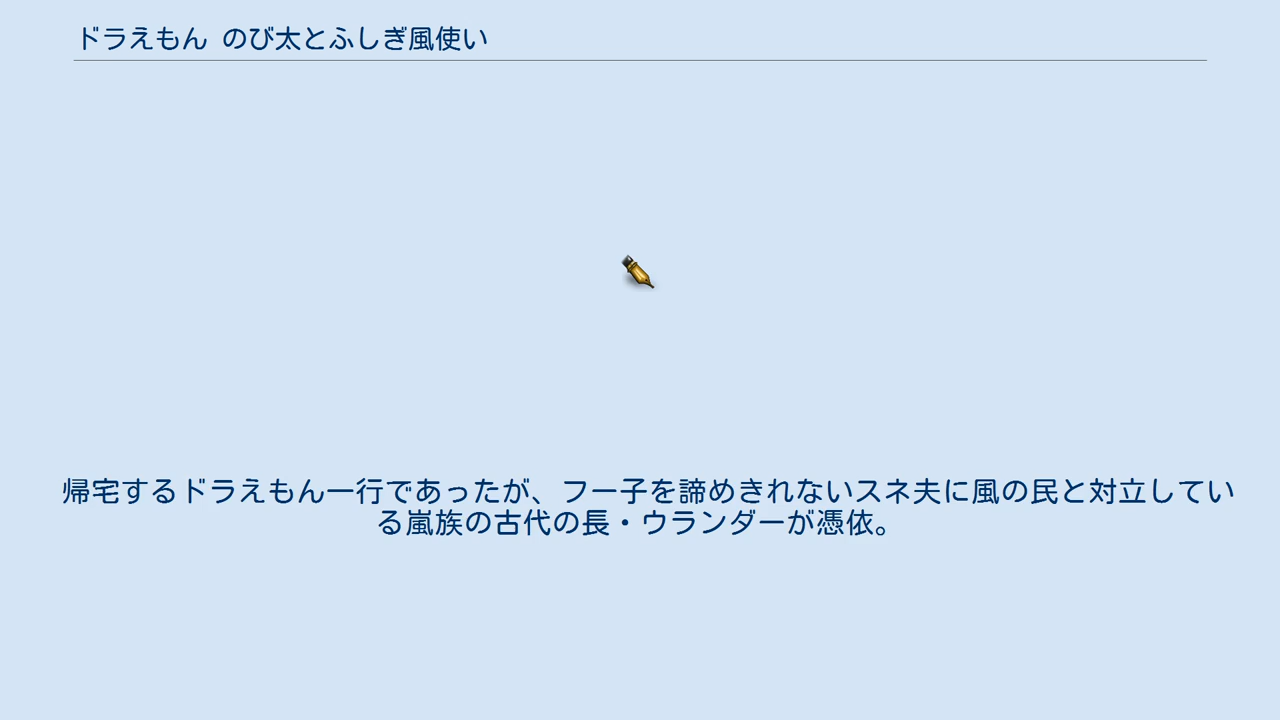 ドラえもん のび太とふしぎ風使い
帰宅するドラえもん一行であったが、フー子を諦めきれないスネ夫に風の民と対立してい
る嵐族の古代の長・ウランダーが憑依。